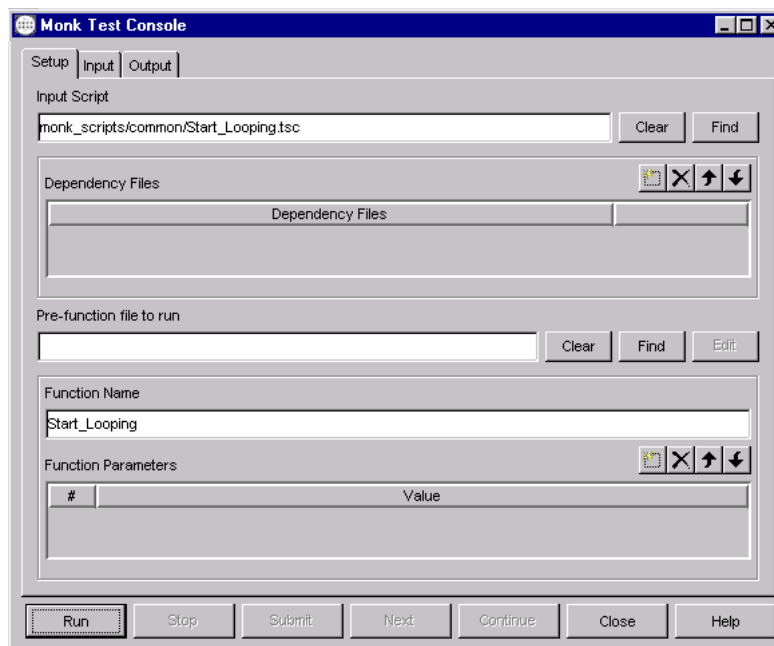 Monk Test Console
Setup Input Output
Input Script
monk_scripts/common/Start_Looping.tsc Clear Find
Dependency Files
Dependency Files
Pre-function file to run
Clear Find Edit
Function Name
Start_Looping
Function Parameters
# Value
Run Stop Submit Next Continue Close Help